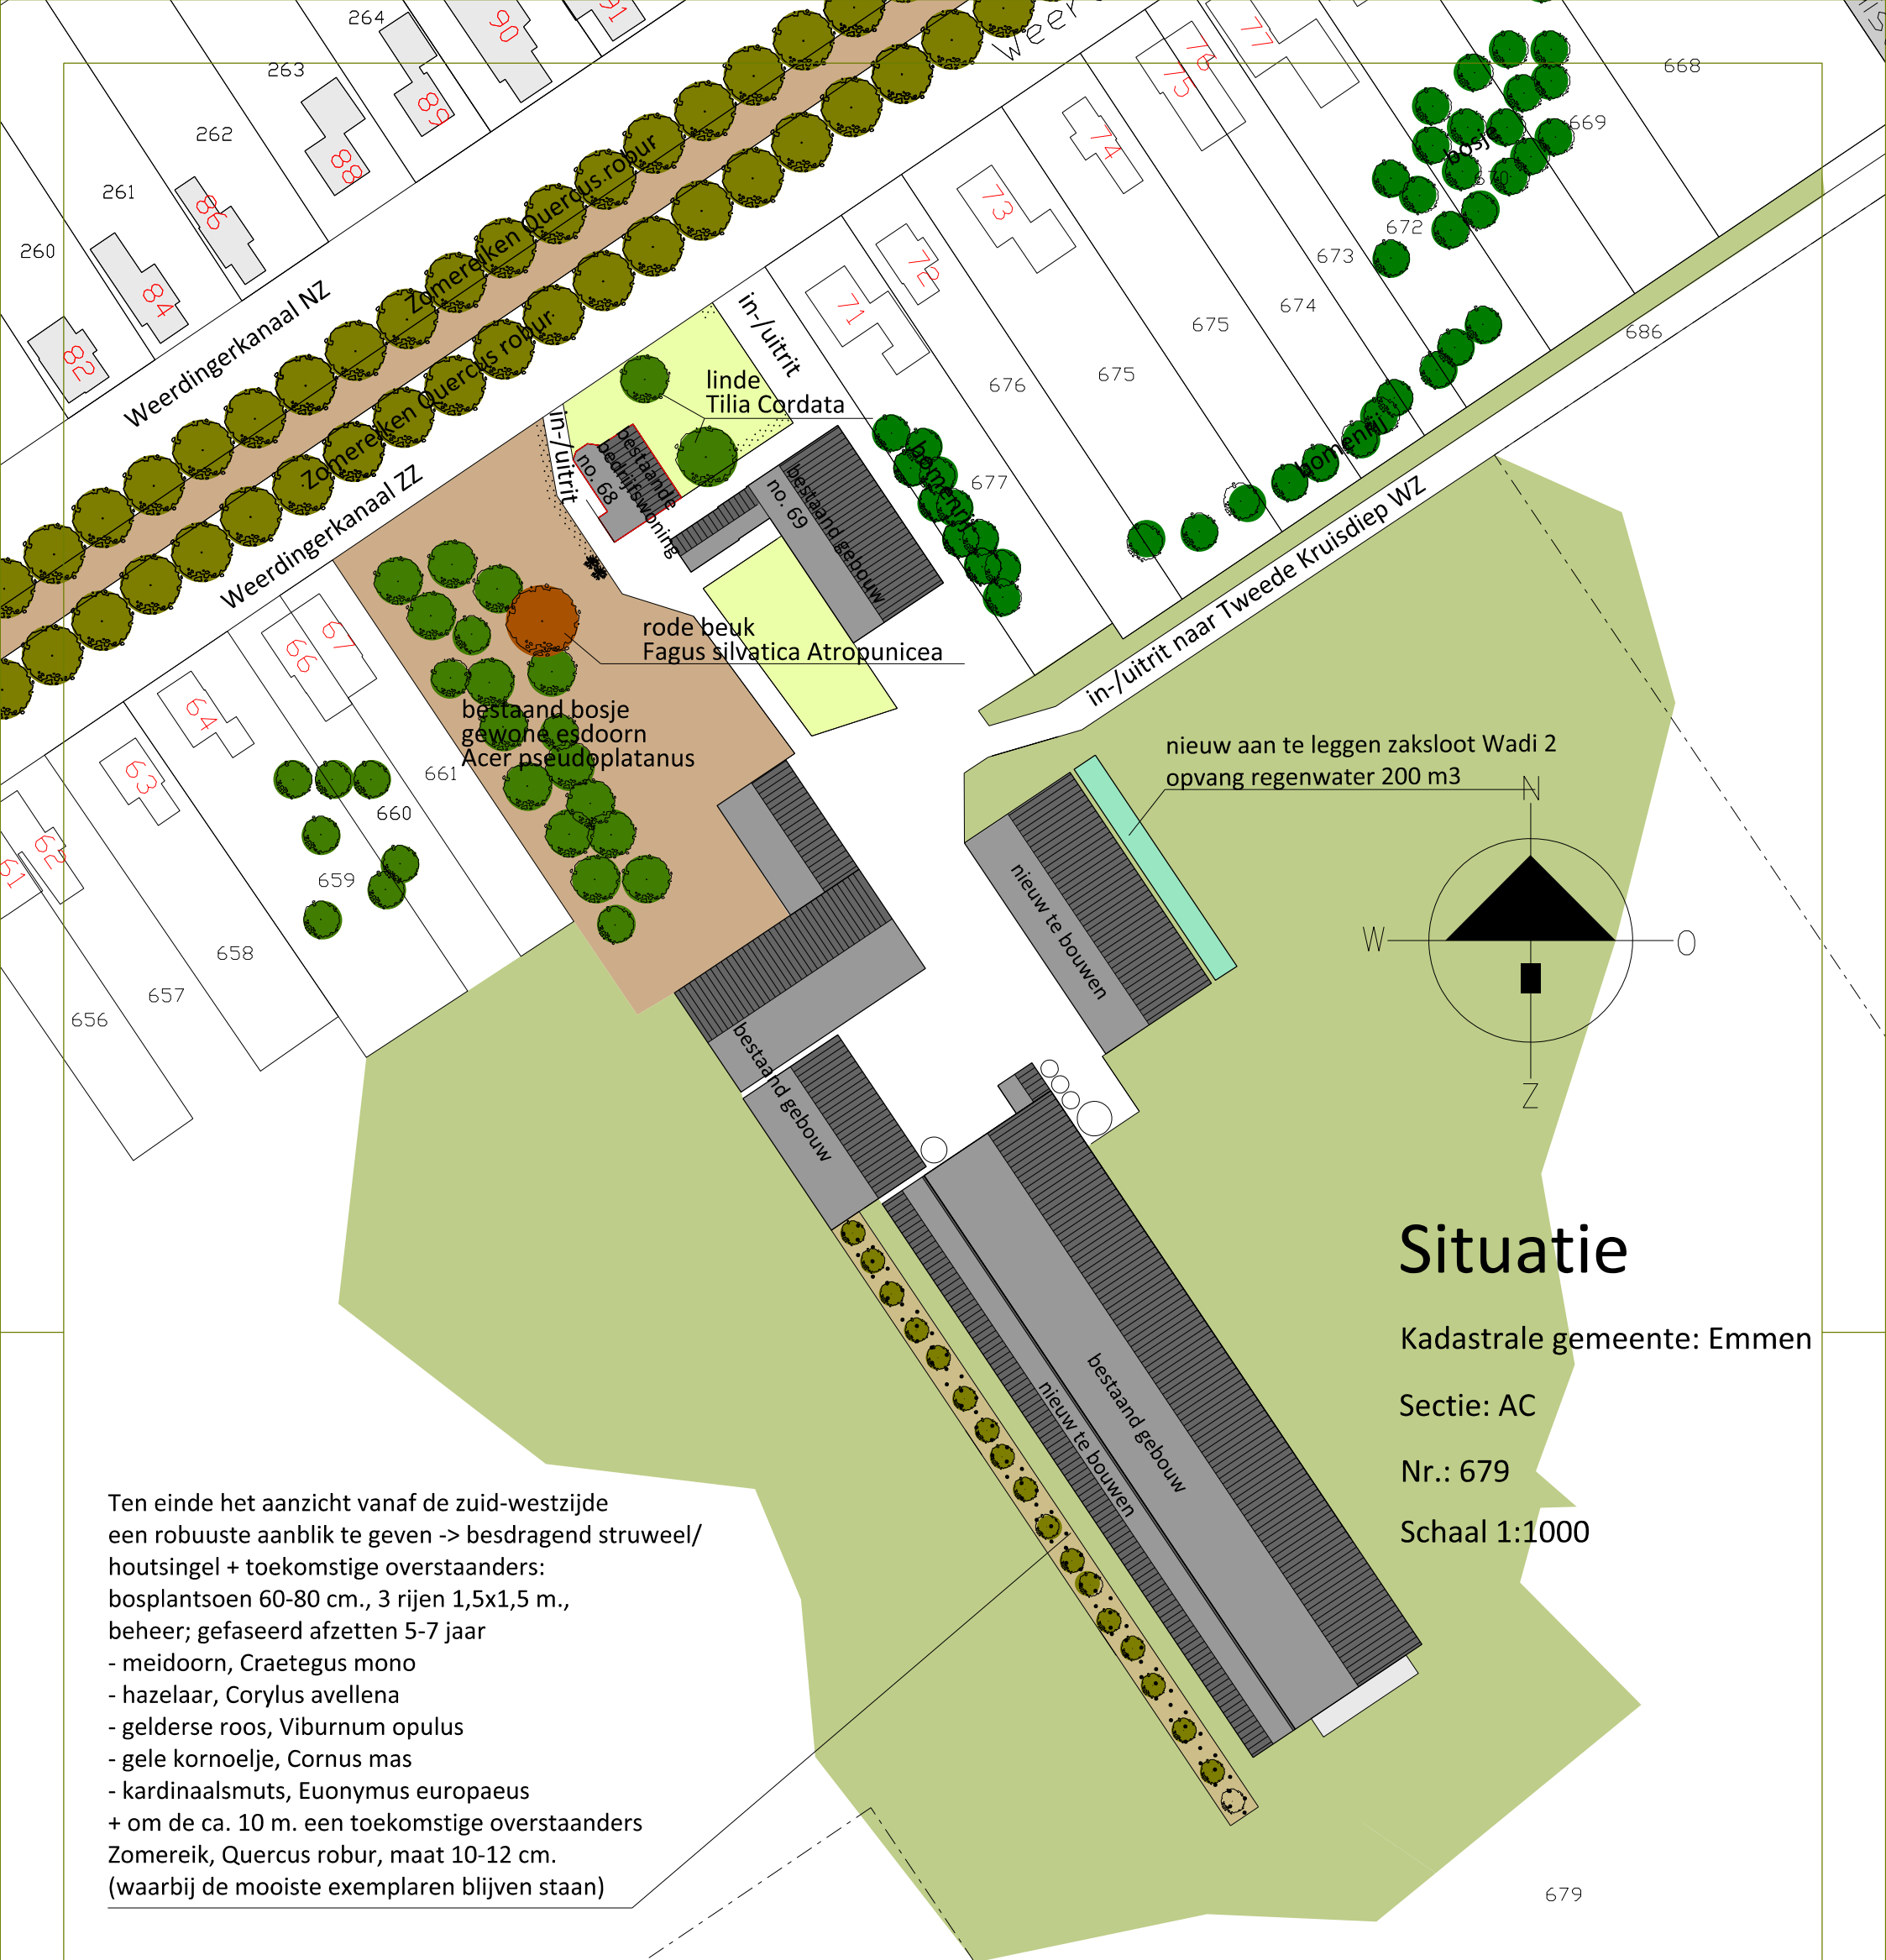 264
90
91
Weer
76
75
77
668
263
89
262
88
74
669
bosje
670
261
86
73
672
260
84
72
673
Weerdingerkanaal NZ
Zomereiken Quercus robur
71
674
675
686
82
Zomereiken Quercus robur
in-/uitrit
linde
Tilia Cordata
676
675
Weerdingerkanaal ZZ
in-/uitrit
bestaande
bedrijfswoning
no. 68
bestaand gebouw
no. 69
bomenrij
677
bomenrij
in-/uitrit naar Tweede Kruisdiep WZ
67
66
rode beuk
Fagus silvatica Atropunicea
64
bestaand bosje
gewone esdoorn
Acer pseudoplatanus
63
661
660
62
61
659
658
657
656
nieuw aan te leggen zaksloot Wadi 2
opvang regenwater 200 m3
N
W
O
Z
nieuw te bouwen
bestaand gebouw
bestaand gebouw
nieuw te bouwen
Situatie
Kadastrale gemeente: Emmen
Sectie: AC
Nr.: 679
Schaal 1:1000
Ten einde het aanzicht vanaf de zuid-westzijde
een robuuste aanblik te geven -> besdragend struweel/
houtsingel + toekomstige overstaanders:
bosplantsoen 60-80 cm., 3 rijen 1,5x1,5 m.,
beheer; gefaseerd afzetten 5-7 jaar
- meidoorn, Craetegus mono
- hazelaar, Corylus avellena
- gelderse roos, Viburnum opulus
- gele kornoelje, Cornus mas
- kardinaalsmuts, Euonymus europaeus
+ om de ca. 10 m. een toekomstige overstaanders
Zomereik, Quercus robur, maat 10-12 cm.
(waarbij de mooiste exemplaren blijven staan)
679